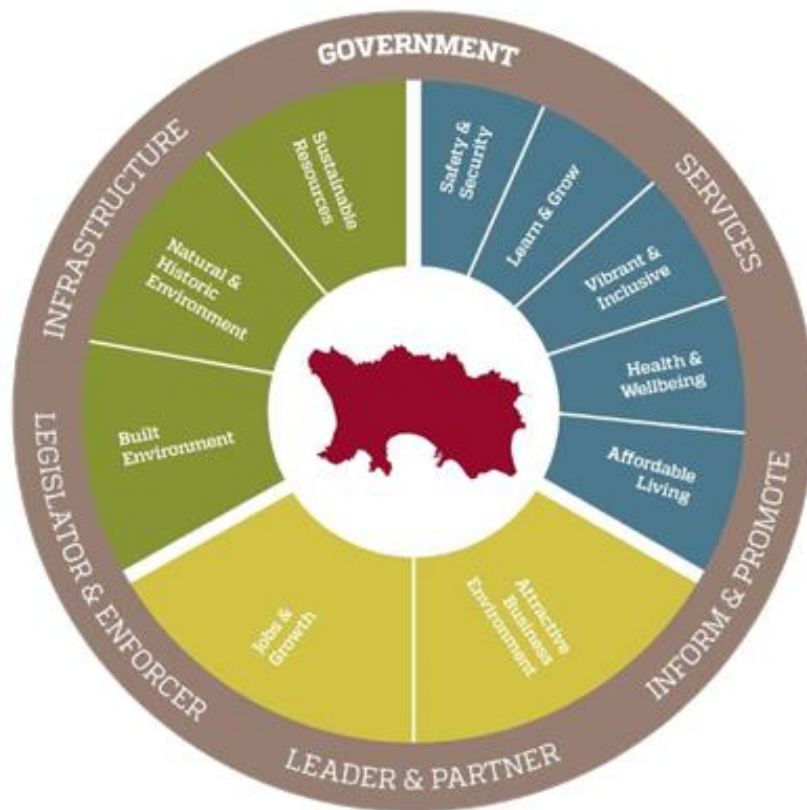 GOVERNMENT
SERVICES
INFORM & PROMOTE
LEADER & PARTNER
LEGISLATOR & ENFORCER
INFRASTRUCTURE
Safety &
Security
Learn & Grow
Vibrant &
Inclusive
Health &
Wellbeing
Affordable
Living
Attractive
Business
Environment
Jobs &
Growth
Built
Environment
Natural &
Historic
Environment
Sustainable
Resources